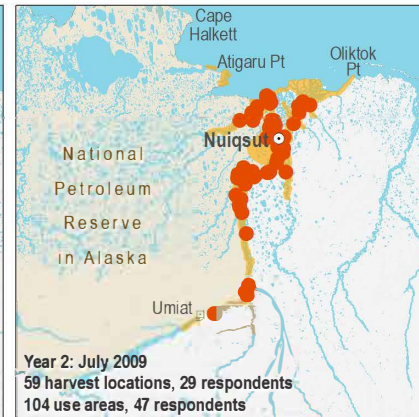 Cape
Halkett
Atigaru Pt
Oliktok
Pt
Nuiqsut
National
Petroleum
Reserve
in Alaska
Umiat
Year 2: July 2009
59 harvest locations, 29 respondents
104 use areas, 47 respondents